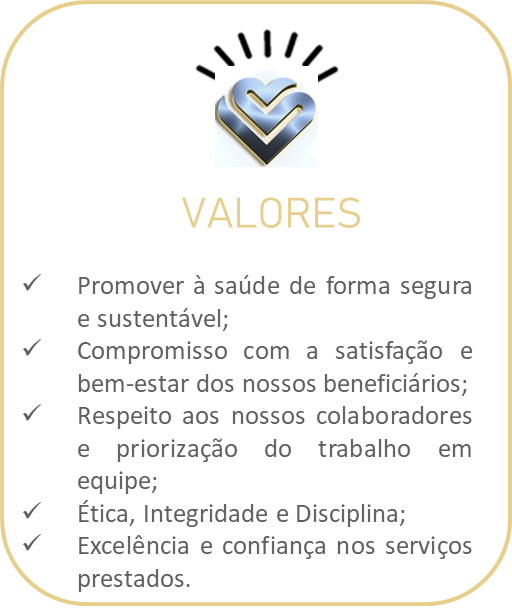 VALORES
✓ Promover à saúde de forma segura
e sustentável;
✓ Compromisso com a satisfação e
bem-estar dos nossos beneficiários;
✓ Respeito aos nossos colaboradores
e priorização do trabalho em
equipe;
✓ Ética, Integridade e Disciplina;
✓ Excelência e confiança nos serviços
prestados.